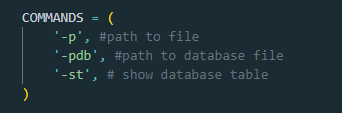 COMMANDS = (
    '-p', #path to file
    '-pdb', #path to database file
    '-st', # show database table
)